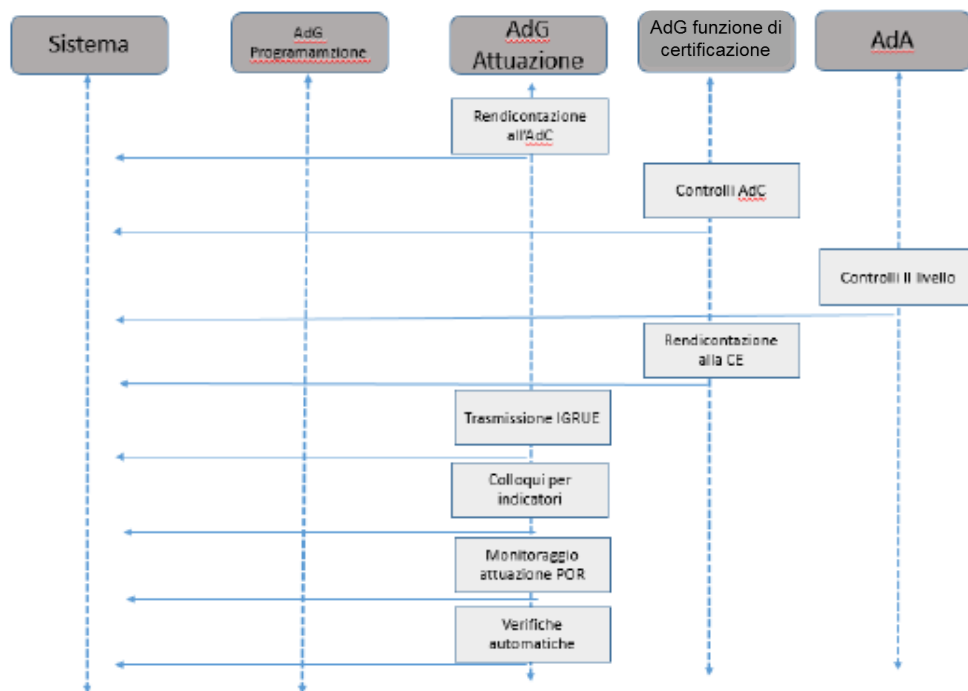 Sistema
AdG
Programamzione
AdG
Attuazione
AdG funzione di
certificazione
AdA
Rendicontazione
all'AdC
Controlli AdC
Controlli II livello
Rendicontazione
alla CE
Trasmissione IGRUE
Colloqui per
indicatori
Monitoraggio
attuazione POR
Verifiche
automatiche